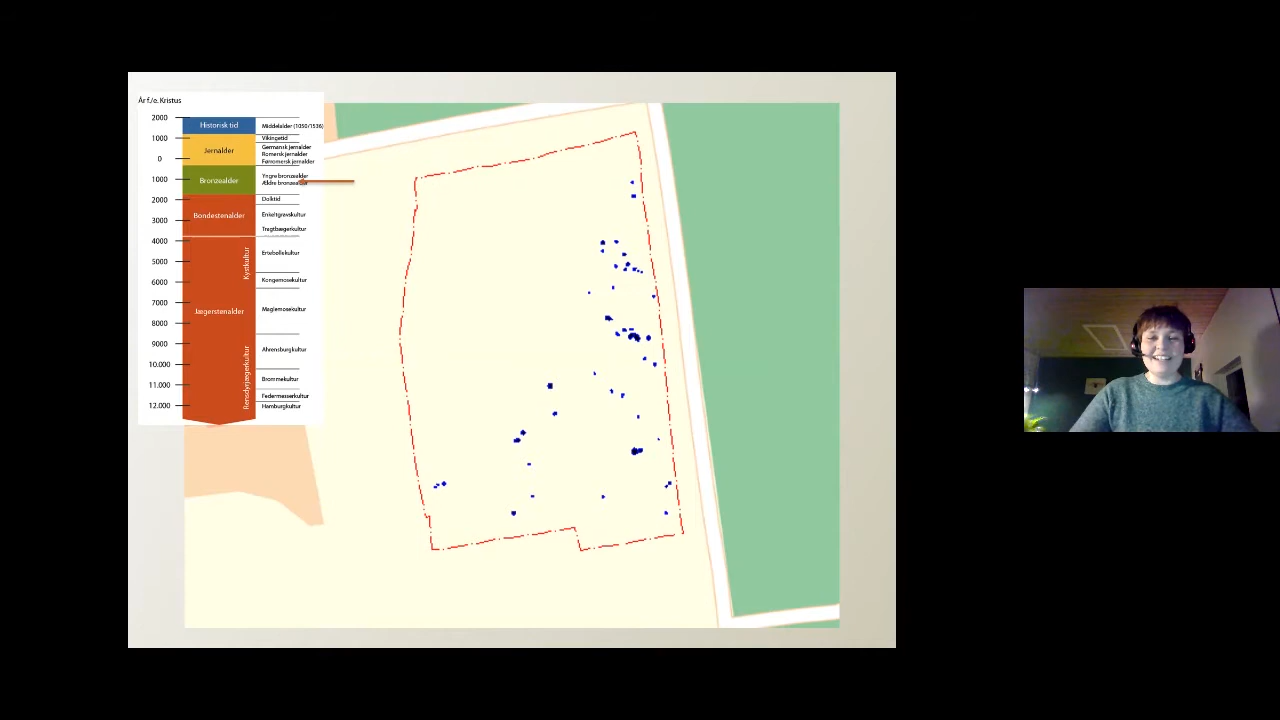 År f./e. Kristus
2000
1000
0
1000
2000
3000
4000
5000
6000
7000
8000
9000
10.000
11.000
12.000
Historisk tid
Jernalder
Bronzealder
Bondestenalder
Jægerstenalder
Kystkultur
Rensdyrjægerkultur
Middelalder (1050/1536)
Vikingetid
Germansk jernalder
Romersk jernalder
Førromersk jernalder
Yngre bronzealder
Ældre bronzealder
Dolktid
Enkeltgravskultur
Tragtbægerkultur
Ertebøllekultur
Kongemosekultur
Maglemosekultur
Ahrensburgkultur
Brommekultur
Federmesserkultur
Hamburgkultur